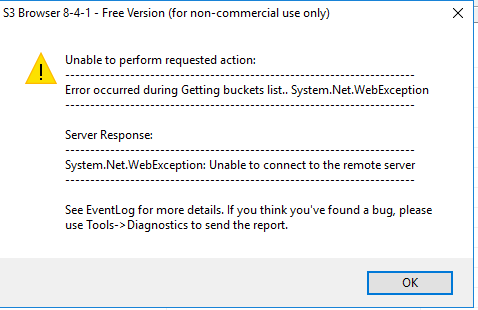 S3 Browser 8-4-1 - Free Version (for non-commercial use only)
Unable to perform requested action:
----------------------------------------------------------------------
Error occurred during Getting buckets list.. System.Net.WebException
----------------------------------------------------------------------
Server Response:
----------------------------------------------------------------------
System.Net.WebException: Unable to connect to the remote server
----------------------------------------------------------------------
See EventLog for more details. If you think you've found a bug, please
use Tools->Diagnostics to send the report.
OK